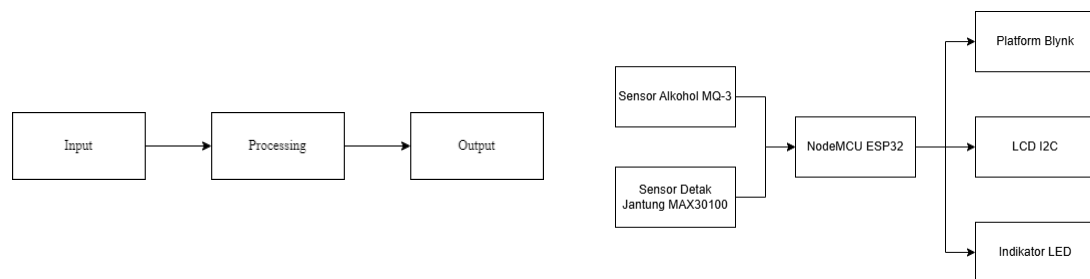 Input
Processing
Output
Sensor Alkohol MQ-3
Sensor Detak
Jantung MAX30100
NodeMCU ESP32
Platform Blynk
LCD I2C
Indikator LED